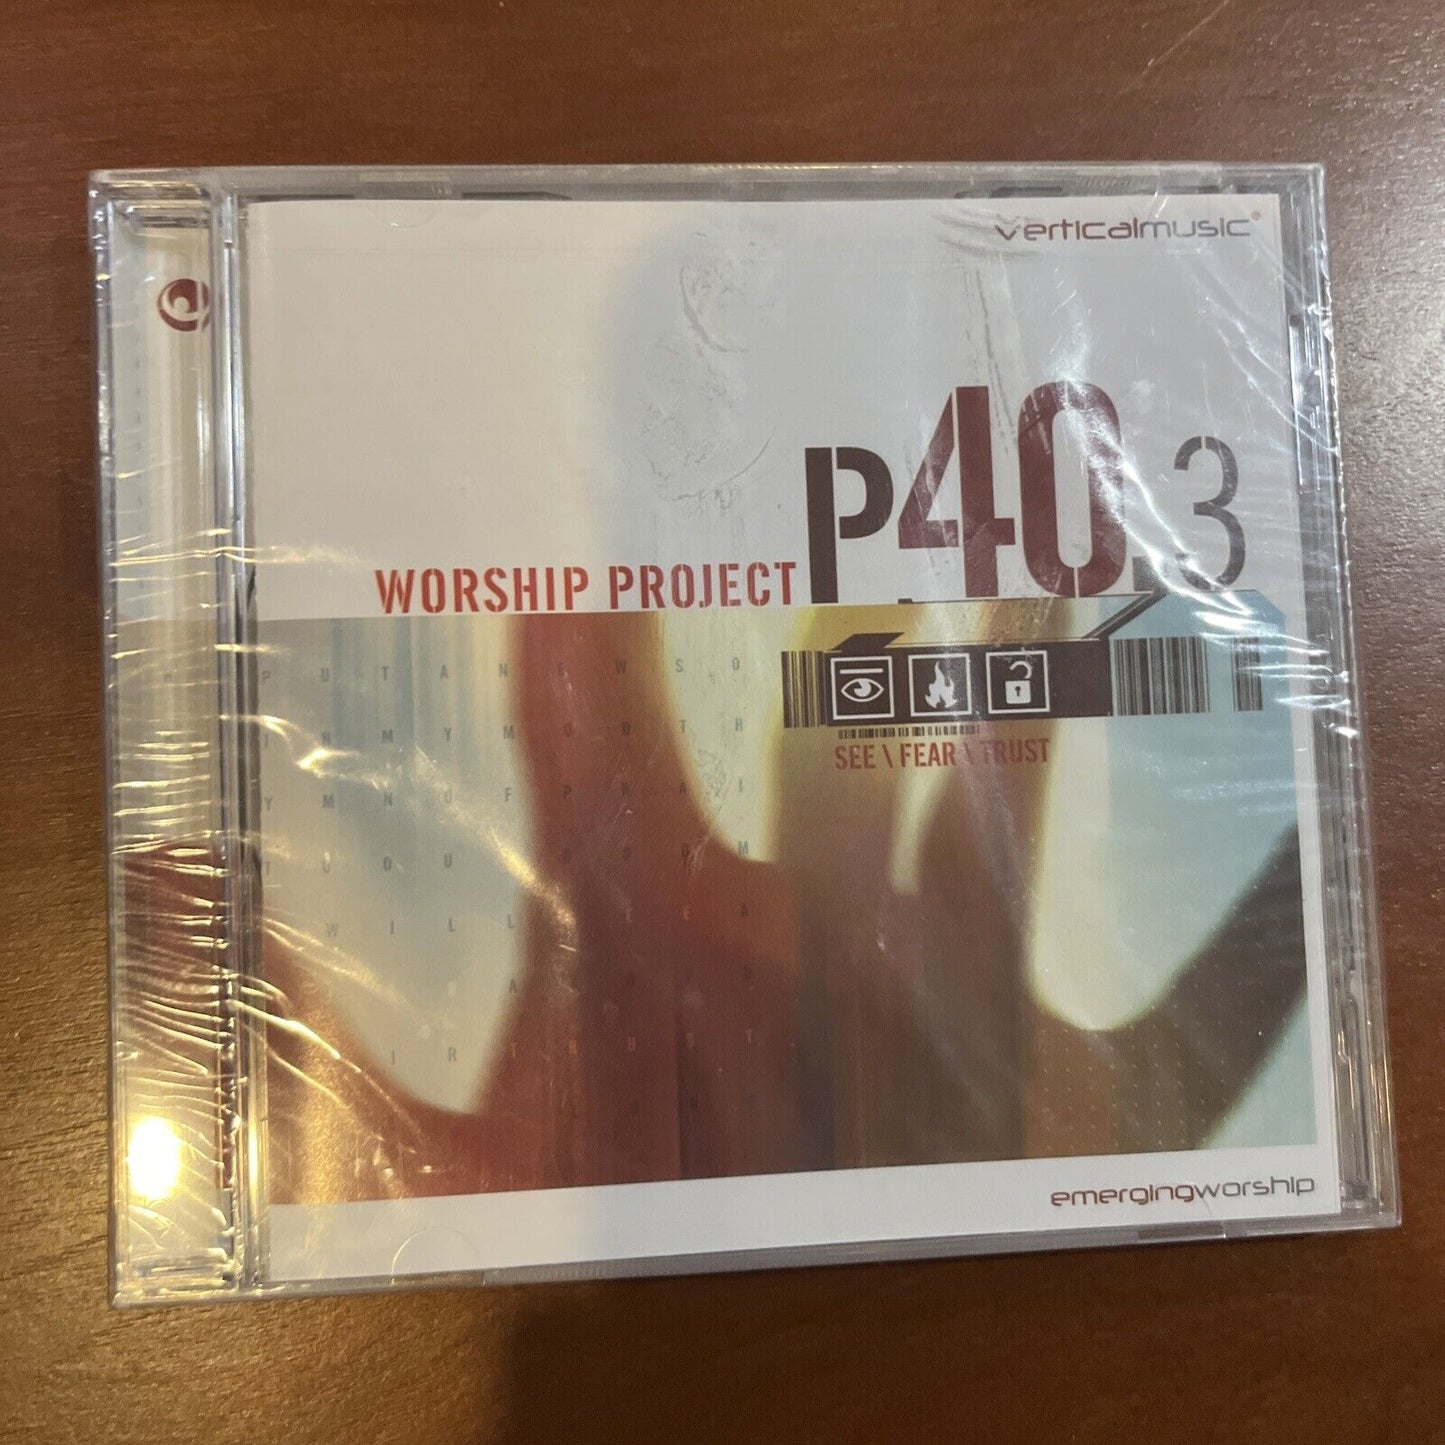 verticalmusic®
P40.3
WORSHIP PROJECT
P U T A N E W S O
I N M Y M O U T H
Y M N O F P R A I
T O O U
W I L L S E E A
I R T R U S T
SEE \ FEAR \ TRUST
emergingworship